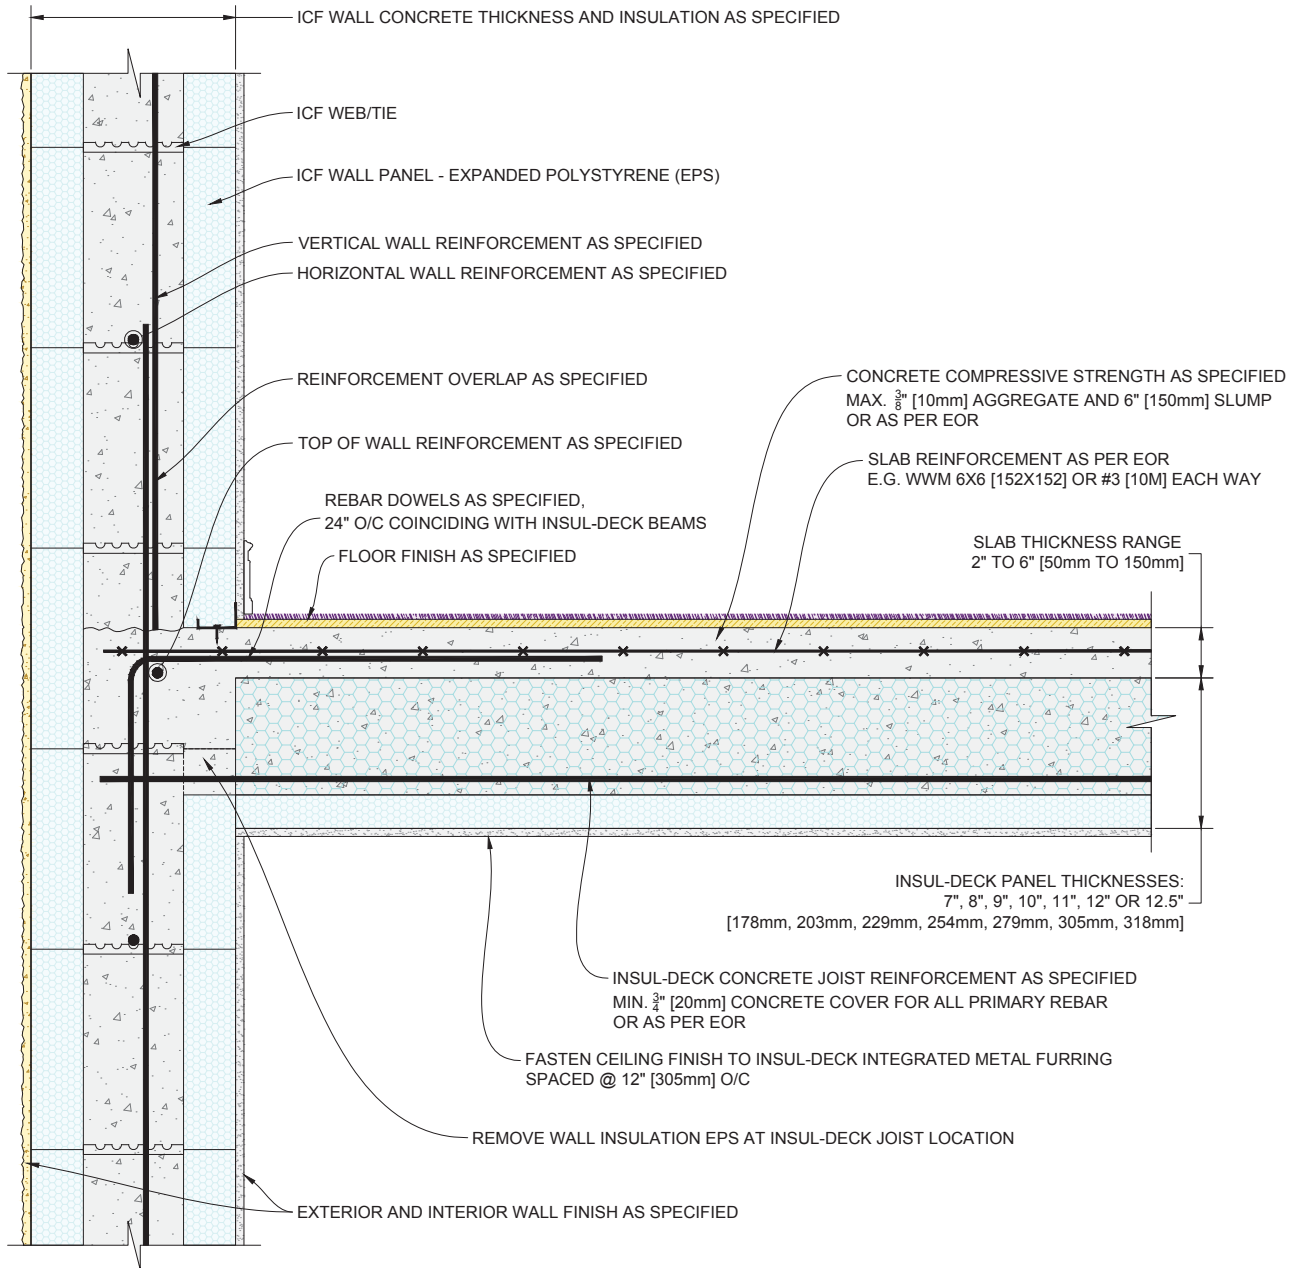 ICF WALL CONCRETE THICKNESS AND INSULATION AS SPECIFIED
ICF WEB/TIE
ICF WALL PANEL - EXPANDED POLYSTYRENE (EPS)
VERTICAL WALL REINFORCEMENT AS SPECIFIED
HORIZONTAL WALL REINFORCEMENT AS SPECIFIED
REINFORCEMENT OVERLAP AS SPECIFIED
TOP OF WALL REINFORCEMENT AS SPECIFIED
REBAR DOWELS AS SPECIFIED,
24" O/C COINCIDING WITH INSUL-DECK BEAMS
FLOOR FINISH AS SPECIFIED
CONCRETE COMPRESSIVE STRENGTH AS SPECIFIED
MAX. 3/8" [10mm] AGGREGATE AND 6" [150mm] SLUMP
OR AS PER EOR
SLAB REINFORCEMENT AS PER EOR
E.G. WWM 6X6 [152X152] OR #3 [10M] EACH WAY
SLAB THICKNESS RANGE
2" TO 6" [50mm TO 150mm]
INSUL-DECK PANEL THICKNESSES:
7", 8", 9", 10", 11", 12" OR 12.5"
[178mm, 203mm, 229mm, 254mm, 279mm, 305mm, 318mm]
INSUL-DECK CONCRETE JOIST REINFORCEMENT AS SPECIFIED
MIN. 3/4" [20mm] CONCRETE COVER FOR ALL PRIMARY REBAR
OR AS PER EOR
FASTEN CEILING FINISH TO INSUL-DECK INTEGRATED METAL FURRING
SPACED @ 12" [305mm] O/C
REMOVE WALL INSULATION EPS AT INSUL-DECK JOIST LOCATION
EXTERIOR AND INTERIOR WALL FINISH AS SPECIFIED